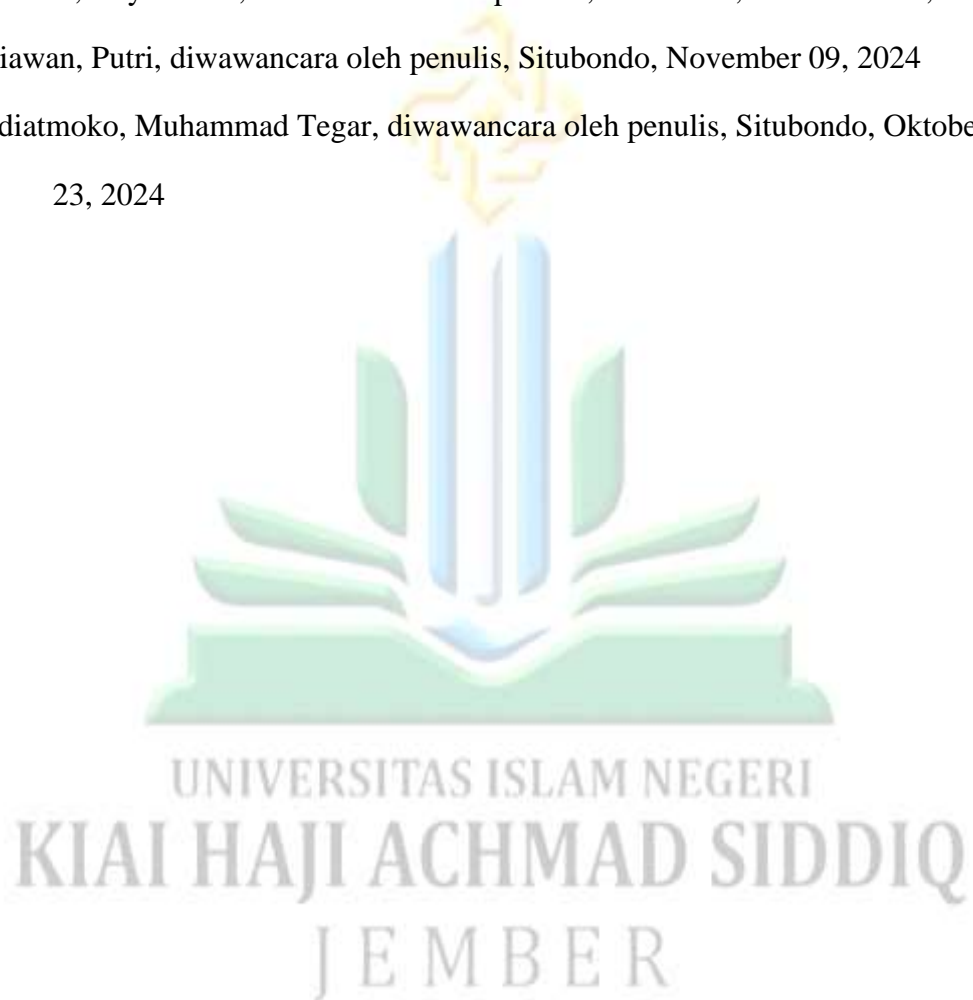 iawan, Putri, diwawancara oleh penulis, Situbondo, November 09, 2024
diatmoko, Muhammad Tegar, diwawancara oleh penulis, Situbondo, Oktobe
23, 2024
UNIVERSITAS ISLAM NEGERI
KIAI HAJI ACHMAD SIDDIQ
JEMBER